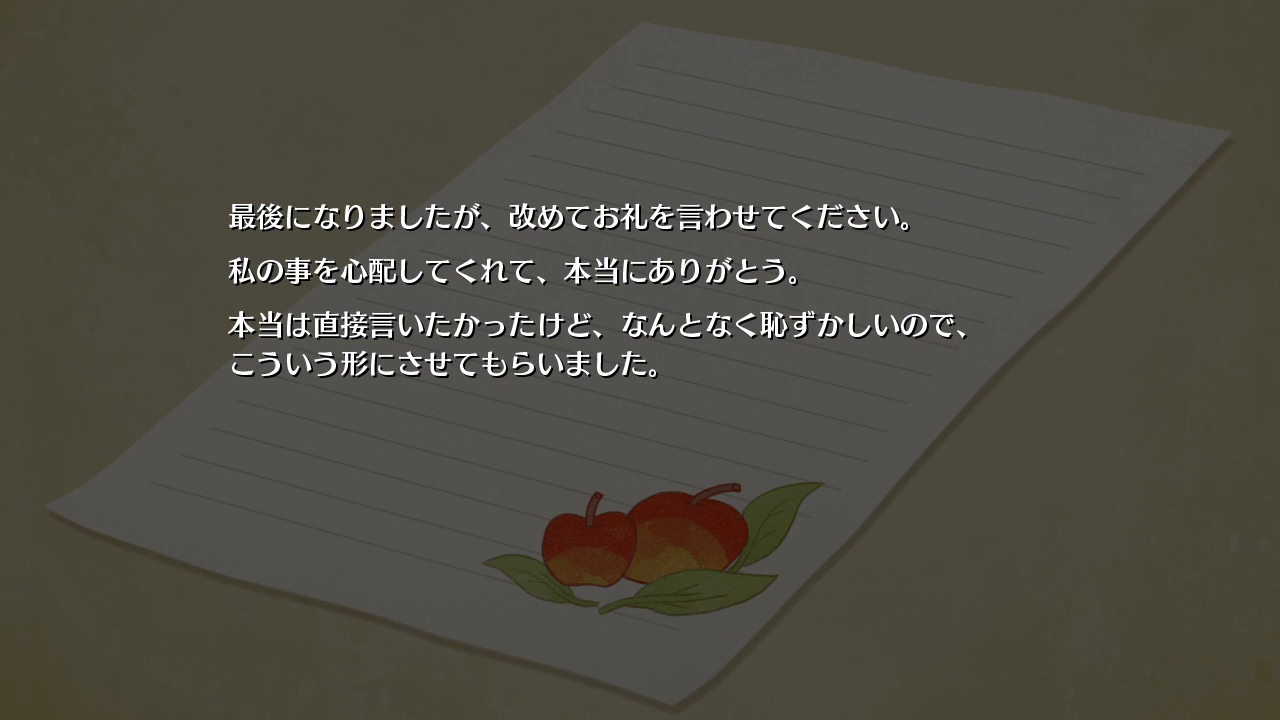 最後になりましたが、改めてお礼を言わせてください。
私の事を心配してくれて、本当にありがとう。
本当は直接言いたかったけど、なんとなく恥ずかしいので、
こういう形にさせてもらいました。